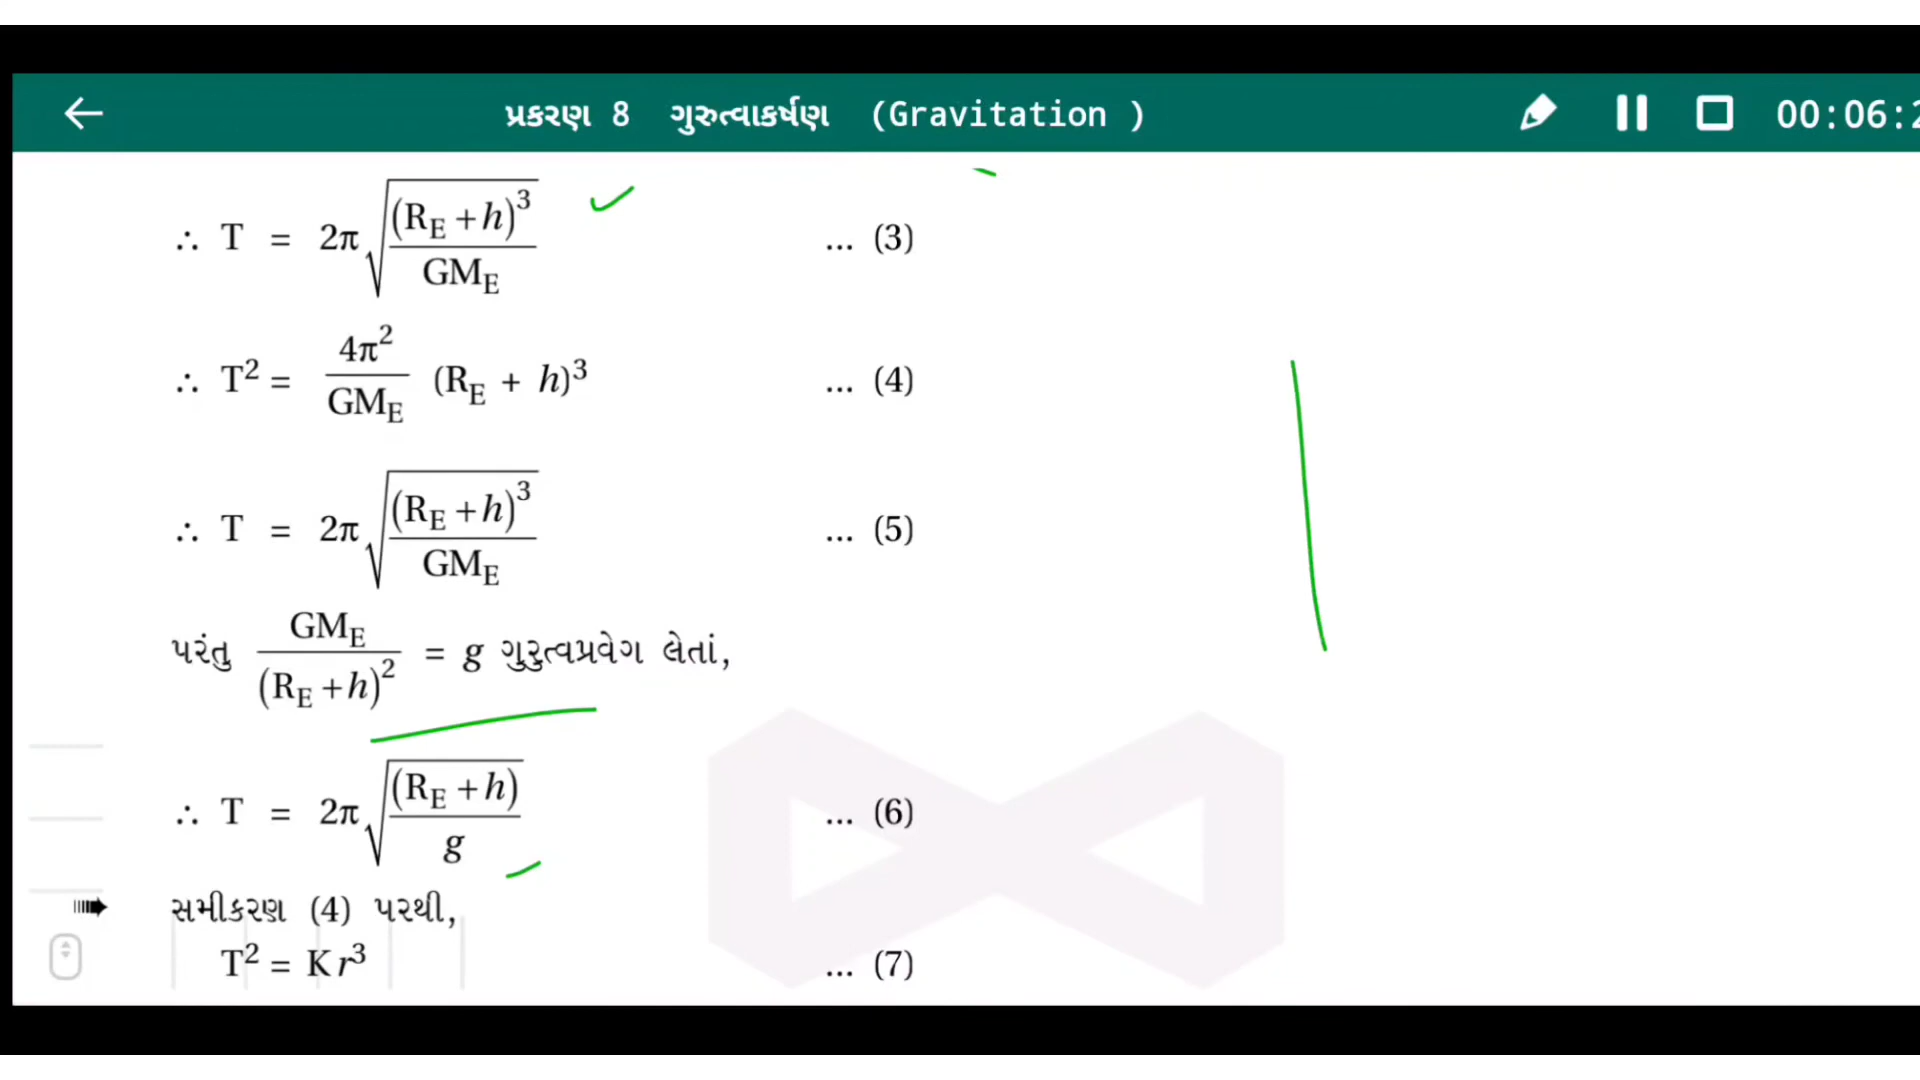 પ્રકરણ 8 ગુરુત્વાકર્ષણ (Gravitation ) 00:06:2
∴ T = 2π√((R_E + h)³ / GM_E) ... (3)
∴ T² = 4π² / GM_E (R_E + h)³ ... (4)
∴ T = 2π√((R_E + h)³ / GM_E) ... (5)
પરંતુ GM_E / (R_E + h)² = g ગુરુત્વપ્રવેગ લેતાં,
∴ T = 2π√((R_E + h) / g) ... (6)
સમીકરણ (4) પરથી,
T² = K r³ ... (7)